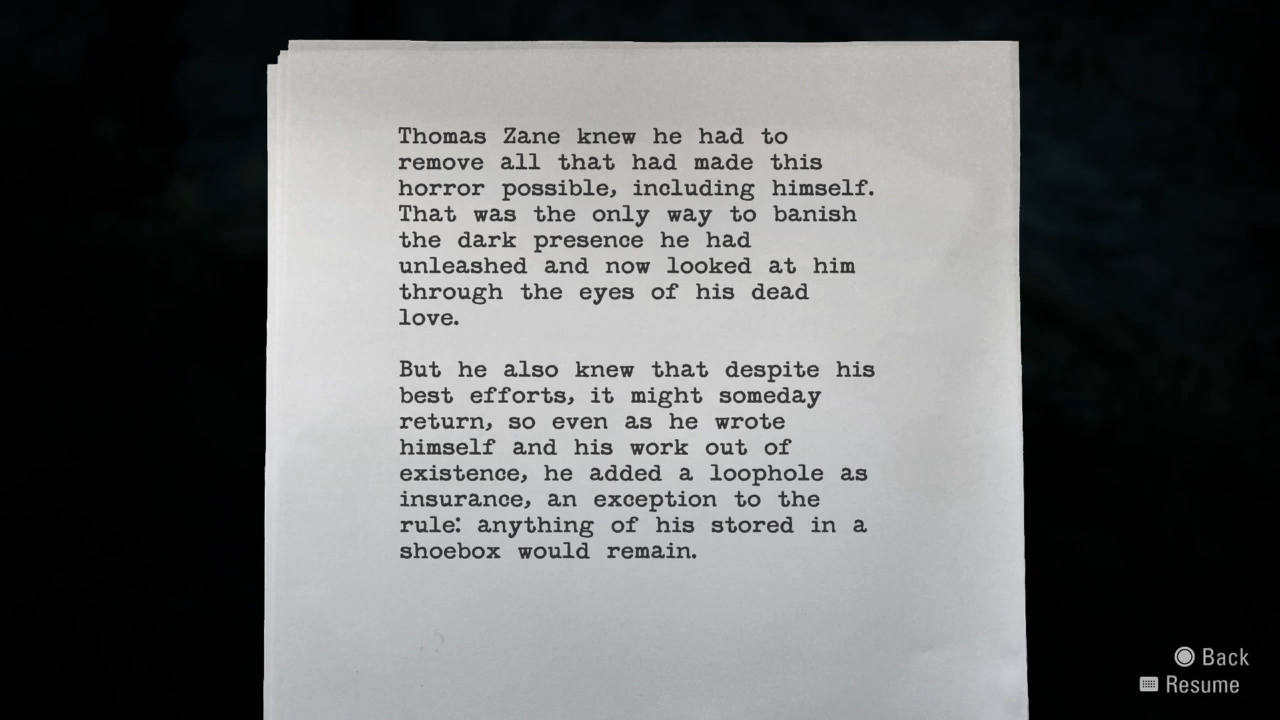 Thomas Zane knew he had to
remove all that had made this
horror possible, including himself.
That was the only way to banish
the dark presence he had
unleashed and now looked at him
through the eyes of his dead
love.
But he also knew that despite his
best efforts, it might someday
return, so even as he wrote
himself and his work out of
existence, he added a loophole as
insurance, an exception to the
rule: anything of his stored in a
shoebox would remain.
Back
Resume